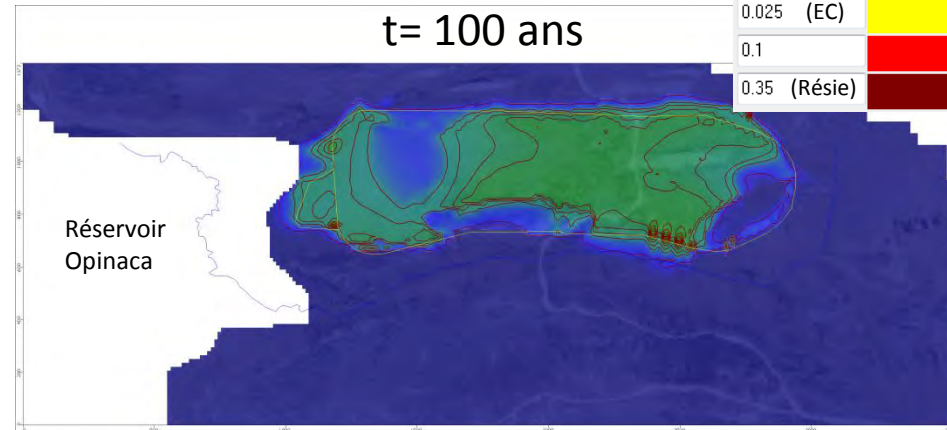 0.025 (EC)
t= 100 ans
0.1
0.35 (Résie)
Réservoir
Opinaca